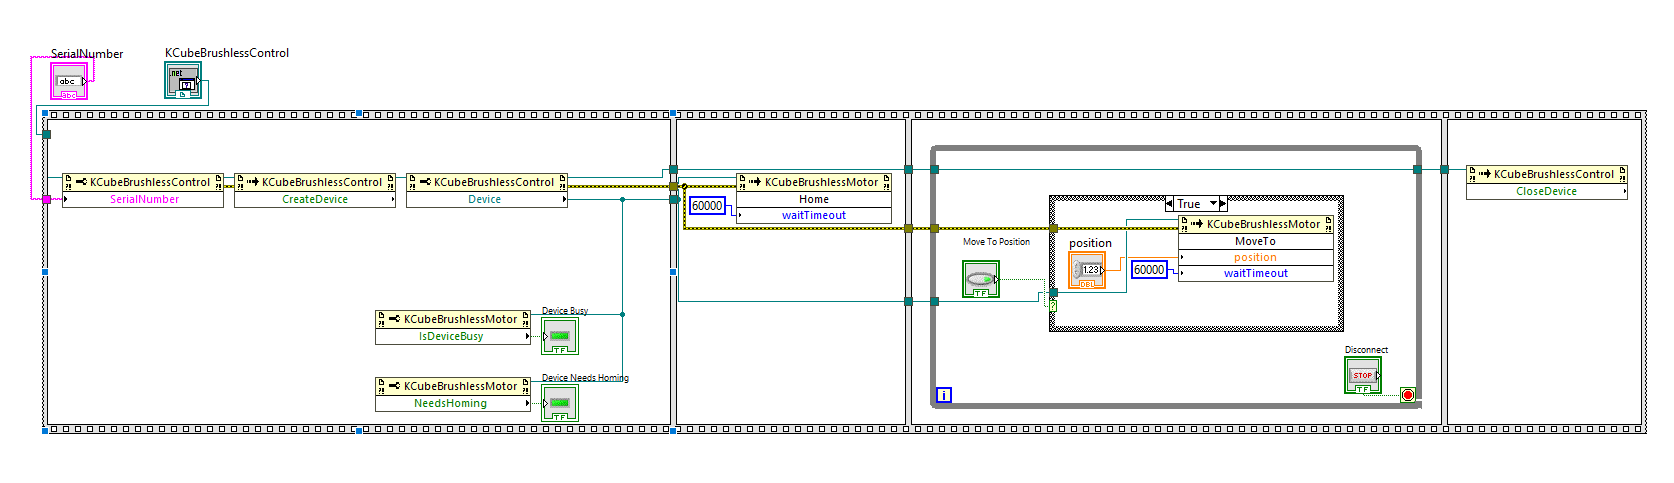 SerialNumber
KCubeBrushlessControl
abc
abc
.net
KCubeBrushlessControl
SerialNumber
KCubeBrushlessControl
CreateDevice
KCubeBrushlessControl
Device
KCubeBrushlessMotor
IsDeviceBusy
Device Busy
TF
KCubeBrushlessMotor
NeedsHoming
Device Needs Homing
TF
KCubeBrushlessMotor
Home
waitTimeout
60000
Move To Position
TF
True
position
1.23
DBL
KCubeBrushlessMotor
MoveTo
position
waitTimeout
60000
?
i
Disconnect
STOP
TF
KCubeBrushlessControl
CloseDevice